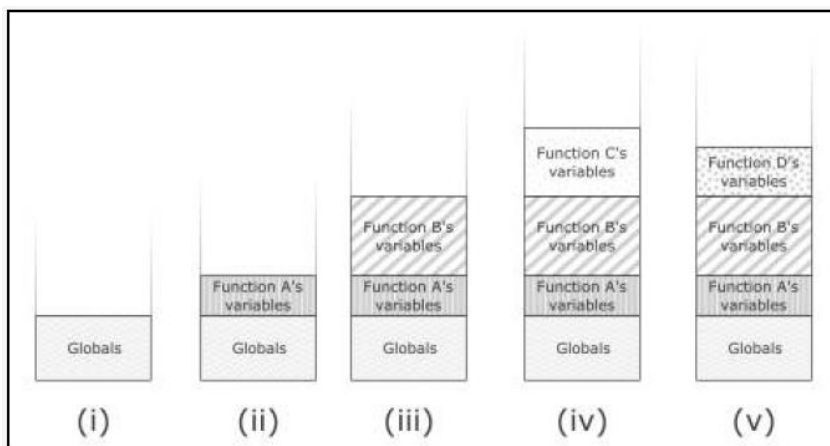 Globals
(i)
Function A's
variables
Globals
(ii)
Function B's
variables
Function A's
variables
Globals
(iii)
Function C's
variables
Function B's
variables
Function A's
variables
Globals
(iv)
Function D's
variables
Function B's
variables
Function A's
variables
Globals
(v)